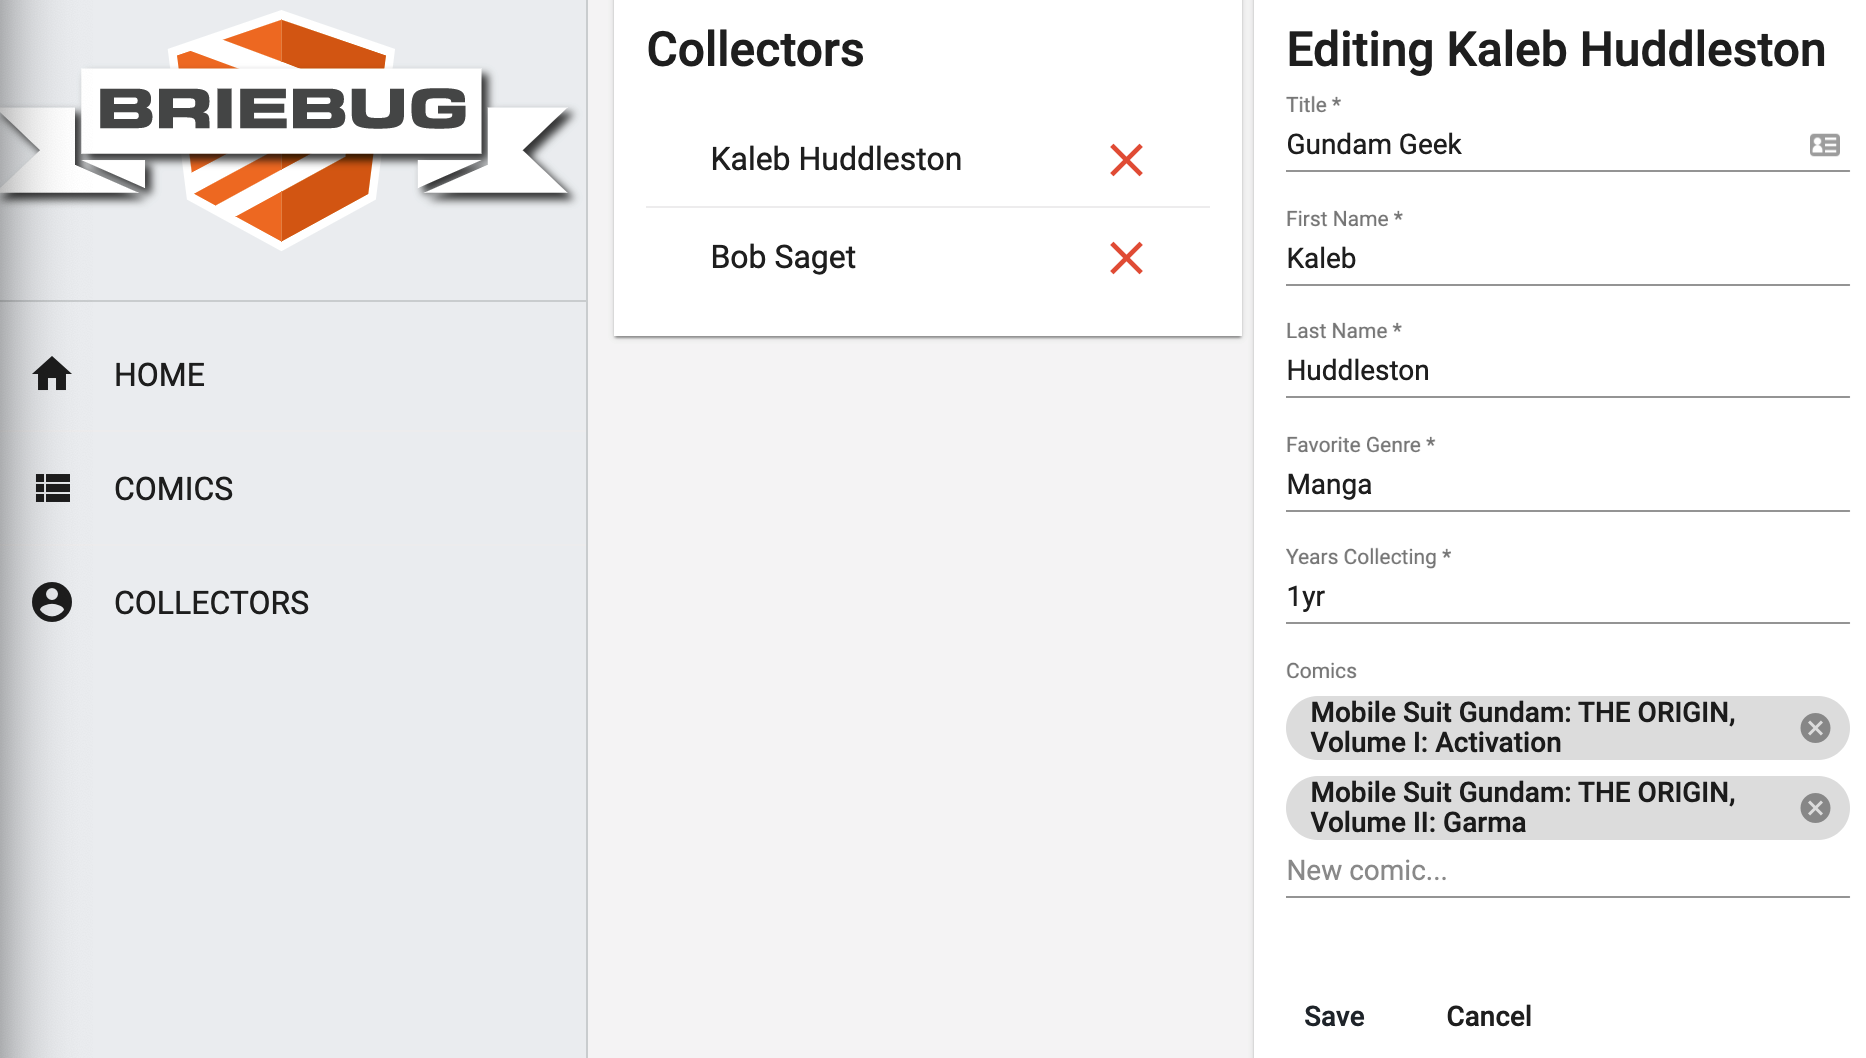 BRIEBUG
HOME
COMICS
COLLECTORS
Collectors
Kaleb Huddleston
Bob Saget
Editing Kaleb Huddleston
Title *
Gundam Geek
First Name *
Kaleb
Last Name *
Huddleston
Favorite Genre *
Manga
Years Collecting *
1yr
Comics
Mobile Suit Gundam: THE ORIGIN,
Volume I: Activation
Mobile Suit Gundam: THE ORIGIN,
Volume II: Garma
New comic...
Save Cancel